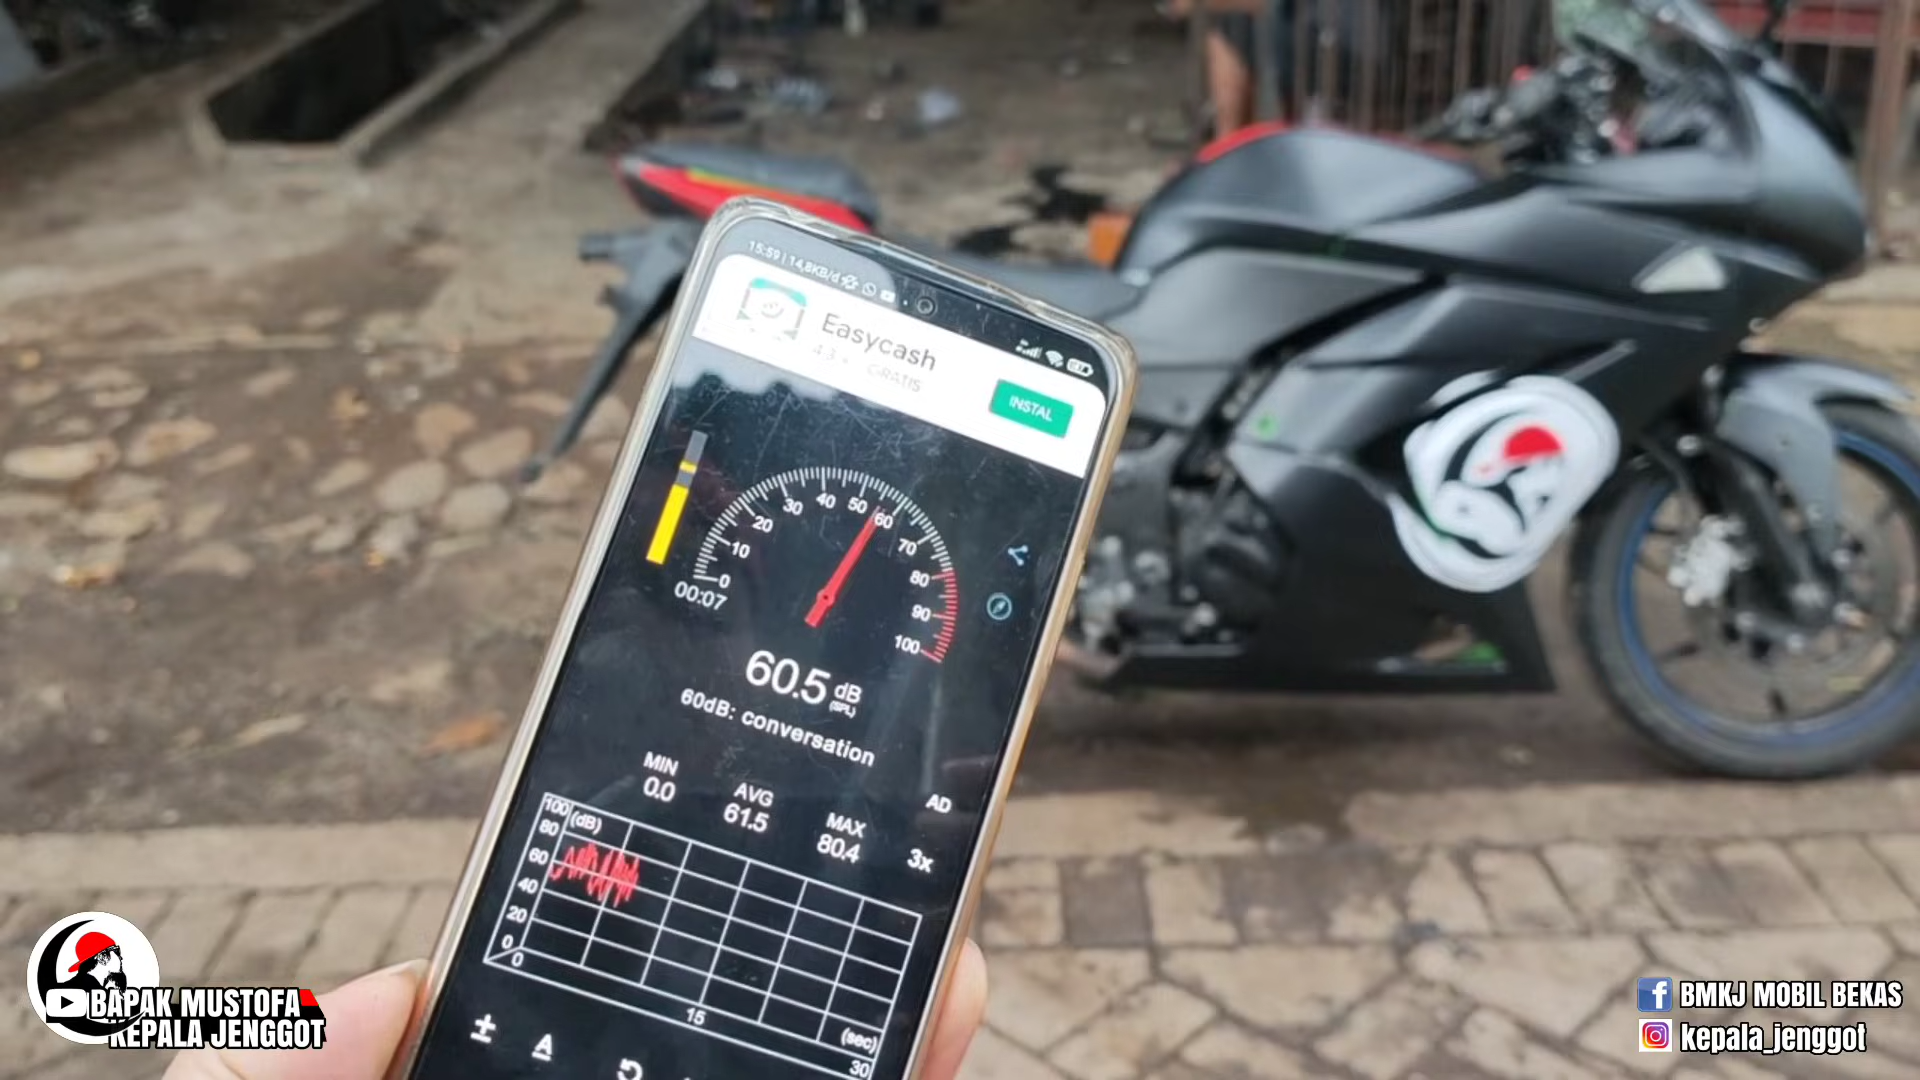 15:59 | 14,8KB/d
Easycash
4.3 ★ GRATIS
INSTAL
0
10
20
30
40
50
60
70
80
90
100
00:07
60.5 dB
(SPL)
60dB: conversation
MIN
0.0
AVG
61.5
MAX
80.4
AD
3x
100
80
60
40
20
0
(dB)
0
15
30
(sec)
±
A
BAPAK MUSTOFA
KEPALA JENGGOT
BMKJ MOBIL BEKAS
kepala_jenggot